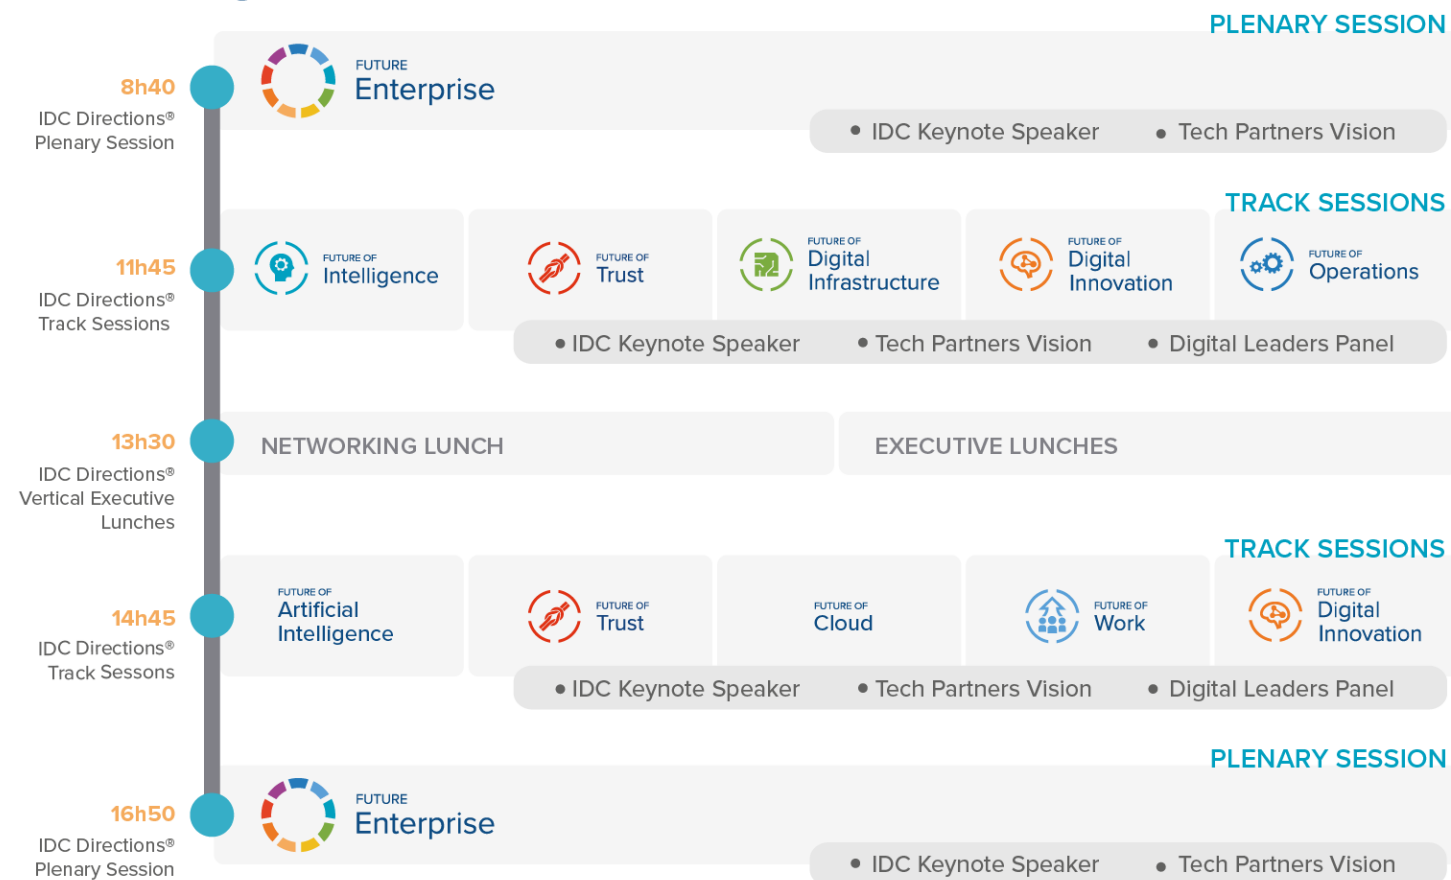 PLENARY SESSION
8h40
IDC Directions®
Plenary Session
FUTURE
Enterprise
• IDC Keynote Speaker • Tech Partners Vision
TRACK SESSIONS
11h45
IDC Directions®
Track Sessions
FUTURE OF
Intelligence
FUTURE OF
Trust
FUTURE OF
Digital
Infrastructure
FUTURE OF
Digital
Innovation
FUTURE OF
Operations
• IDC Keynote Speaker • Tech Partners Vision • Digital Leaders Panel
13h30
IDC Directions®
Vertical Executive
Lunches
NETWORKING LUNCH
EXECUTIVE LUNCHES
TRACK SESSIONS
14h45
IDC Directions®
Track Sessons
FUTURE OF
Artificial
Intelligence
FUTURE OF
Trust
FUTURE OF
Cloud
FUTURE OF
Work
FUTURE OF
Digital
Innovation
• IDC Keynote Speaker • Tech Partners Vision • Digital Leaders Panel
PLENARY SESSION
16h50
IDC Directions®
Plenary Session
FUTURE
Enterprise
• IDC Keynote Speaker • Tech Partners Vision